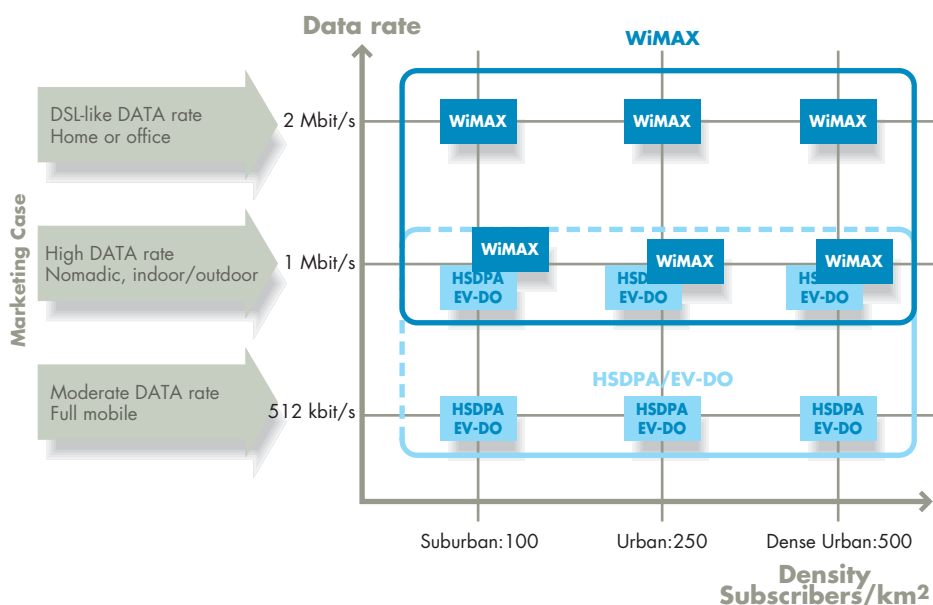 Data rate
WiMAX
DSL-like DATA rate
Home or office
2 Mbit/s
WiMAX
WiMAX
WiMAX
Marketing Case
High DATA rate
Nomadic, indoor/outdoor
1 Mbit/s
WiMAX
WiMAX
WiMAX
HSDPA
EV-DO
HSDPA
EV-DO
HSDPA
EV-DO
HSDPA/EV-DO
Moderate DATA rate
Full mobile
512 kbit/s
HSDPA
EV-DO
HSDPA
EV-DO
HSDPA
EV-DO
Suburban:100
Urban:250
Dense Urban:500
Density
Subscribers/km²